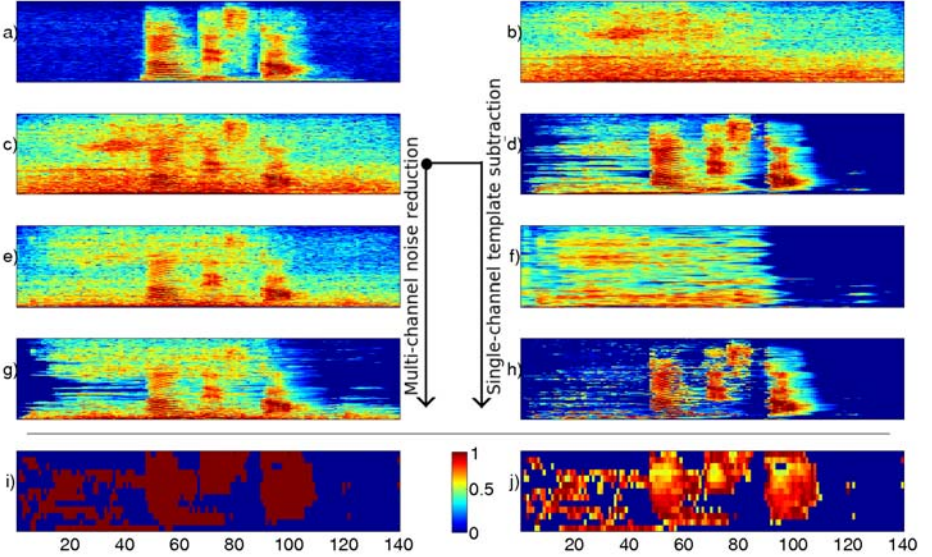 a)
b)
c)
d)
Multi-channel noise reduction
Single-channel template subtraction
e)
f)
g)
h)
i)
1
0.5
0
j)
20 40 60 80 100 120 140
20 40 60 80 100 120 140